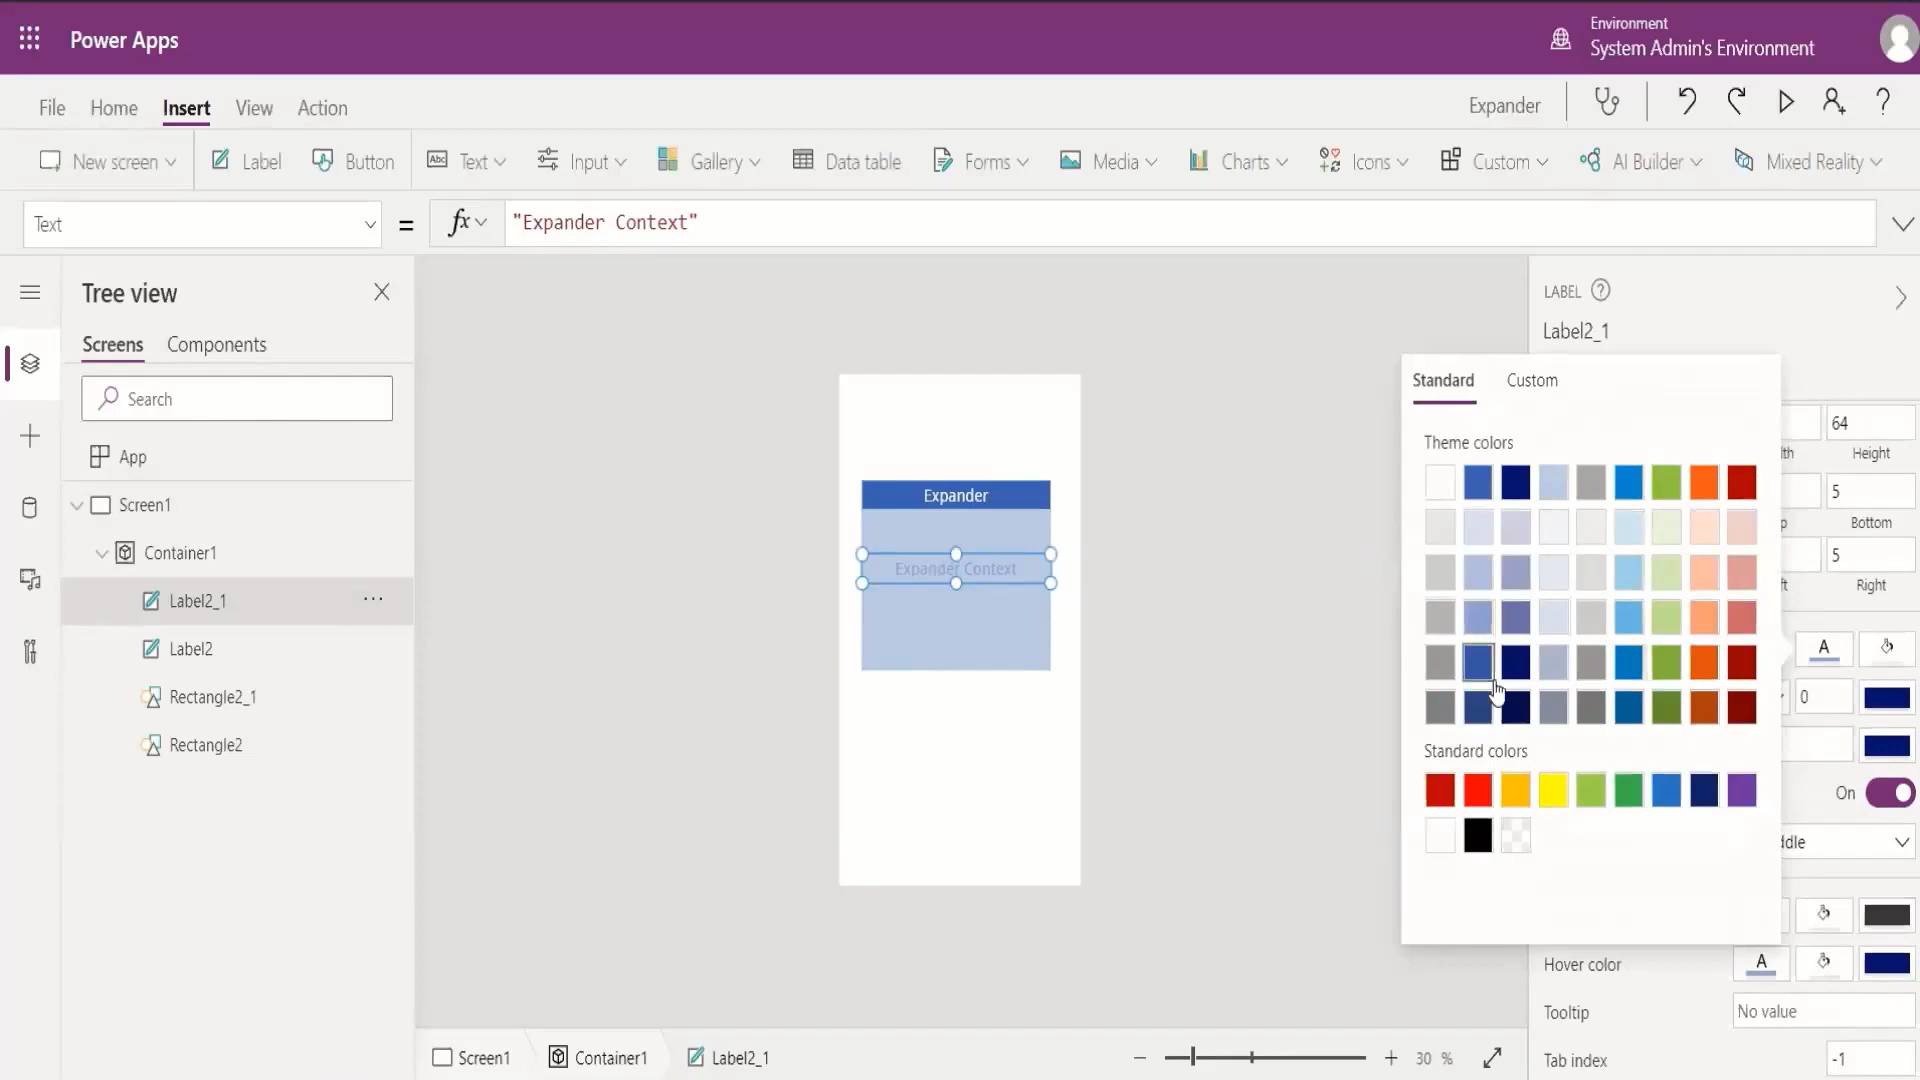 Power Apps
Environment
System Admin's Environment
File Home Insert View Action
Expander
New screen Label Button Text Input Gallery Data table Forms Media Charts Icons Custom AI Builder Mixed Reality
Text = fx "Expander Context"
Tree view
Screens Components
Search
App
Screen1
Container1
Label2_1
Label2
Rectangle2_1
Rectangle2
Expander
Expander Context
LABEL
Label2_1
Standard Custom
Theme colors
Standard colors
64
Height
5
Bottom
5
Right
A
0
On
ddle
Hover color
A
Tooltip No value
Tab index -1
Screen1 Container1 Label2_1
30 %